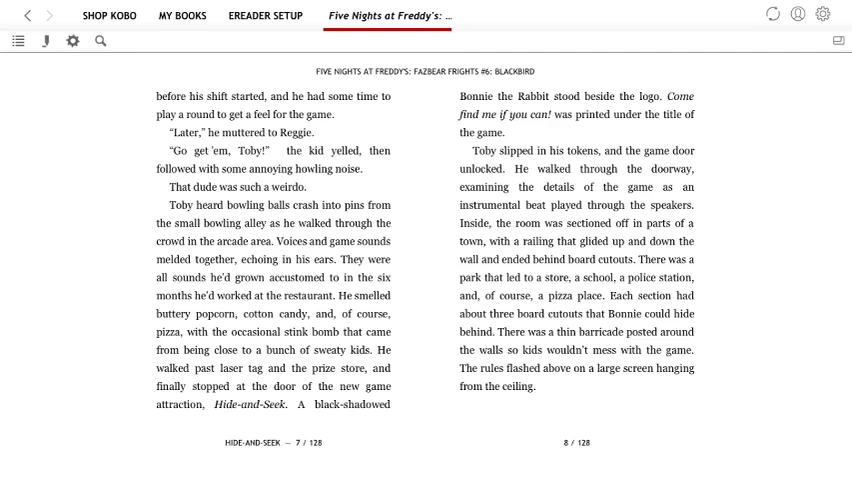 SHOP KOBO MY BOOKS EREADER SETUP Five Nights at Freddy's: ...
FIVE NIGHTS AT FREDDY'S: FAZBEAR FRIGHTS #6: BLACKBIRD
before his shift started, and he had some time to
play a round to get a feel for the game.
“Later,” he muttered to Reggie.
“Go get ’em, Toby!” the kid yelled, then
followed with some annoying howling noise.
That dude was such a weirdo.
Toby heard bowling balls crash into pins from
the small bowling alley as he walked through the
crowd in the arcade area. Voices and game sounds
melded together, echoing in his ears. They were
all sounds he’d grown accustomed to in the six
months he’d worked at the restaurant. He smelled
buttery popcorn, cotton candy, and, of course,
pizza, with the occasional stink bomb that came
from being close to a bunch of sweaty kids. He
walked past laser tag and the prize store, and
finally stopped at the door of the new game
attraction, Hide-and-Seek. A black-shadowed
HIDE-AND-SEEK – 7 / 128
Bonnie the Rabbit stood beside the logo. Come
find me if you can! was printed under the title of
the game.
Toby slipped in his tokens, and the game door
unlocked. He walked through the doorway,
examining the details of the game as an
instrumental beat played through the speakers.
Inside, the room was sectioned off in parts of a
town, with a railing that glided up and down the
wall and ended behind board cutouts. There was a
park that led to a store, a school, a police station,
and, of course, a pizza place. Each section had
about three board cutouts that Bonnie could hide
behind. There was a thin barricade posted around
the walls so kids wouldn’t mess with the game.
The rules flashed above on a large screen hanging
from the ceiling.
8 / 128